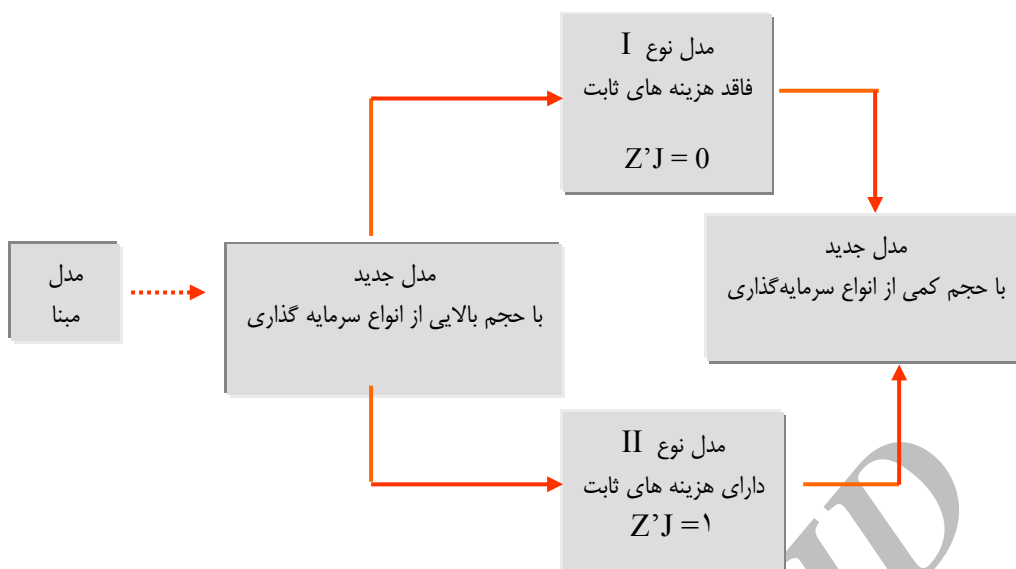 مدل نوع I
فاقد هزینه های ثابت
Z’J = 0
مدل جدید
با حجم کمی از انواع سرمایه‌گذاری
مدل جدید
با حجم بالایی از انواع سرمایه گذاری
مدل
مبنا
مدل نوع II
دارای هزینه های ثابت
Z’J =۱